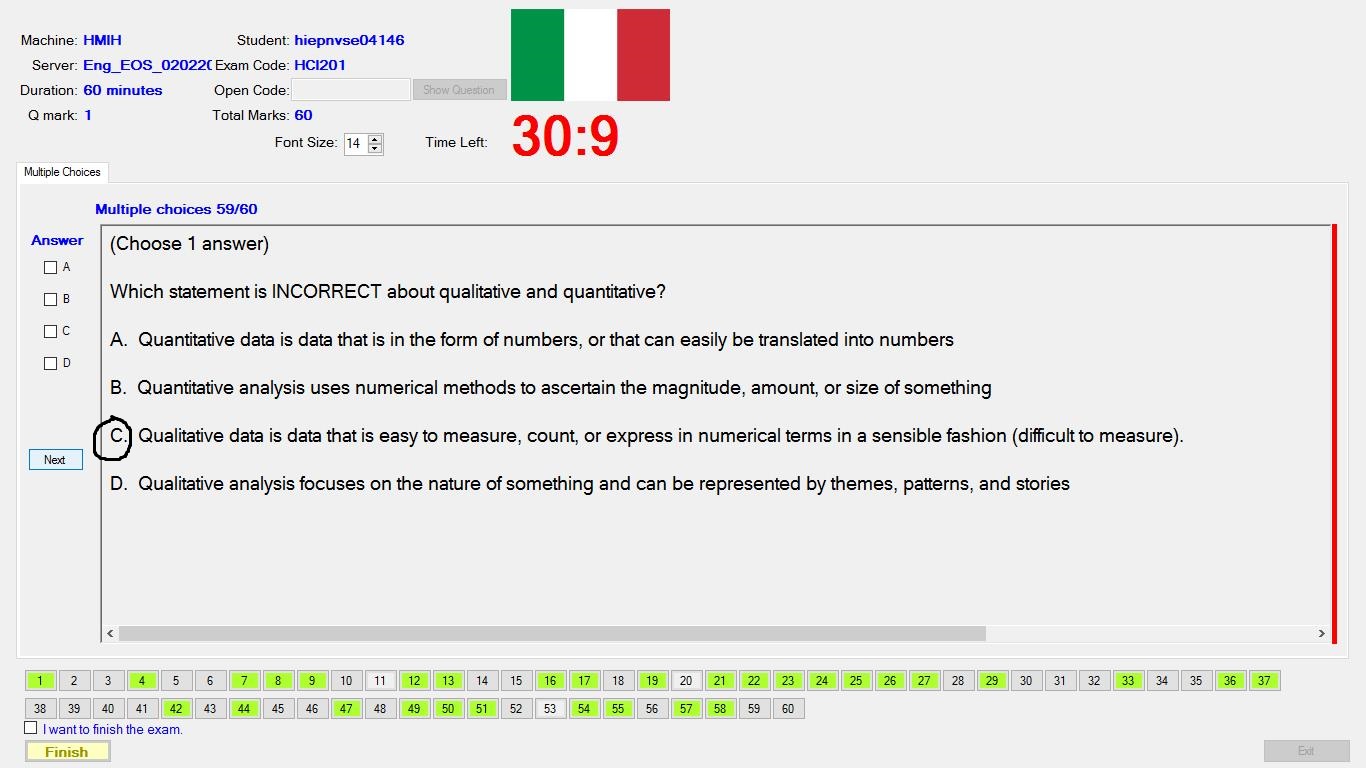 Machine: HMIH Student: hiepnvse04146
Server: Eng_EOS_02022( Exam Code: HCI201
Duration: 60 minutes Open Code: Show Question
Q mark: 1 Total Marks: 60
Font Size: 14 Time Left: 30:9
Multiple Choices
Multiple choices 59/60
Answer
A
B
C
D
Next
(Choose 1 answer)
Which statement is INCORRECT about qualitative and quantitative?
A. Quantitative data is data that is in the form of numbers, or that can easily be translated into numbers
B. Quantitative analysis uses numerical methods to ascertain the magnitude, amount, or size of something
C. Qualitative data is data that is easy to measure, count, or express in numerical terms in a sensible fashion (difficult to measure).
D. Qualitative analysis focuses on the nature of something and can be represented by themes, patterns, and stories
1 2 3 4 5 6 7 8 9 10 11 12 13 14 15 16 17 18 19 20 21 22 23 24 25 26 27 28 29 30 31 32 33 34 35 36 37
38 39 40 41 42 43 44 45 46 47 48 49 50 51 52 53 54 55 56 57 58 59 60
I want to finish the exam.
Finish Exit